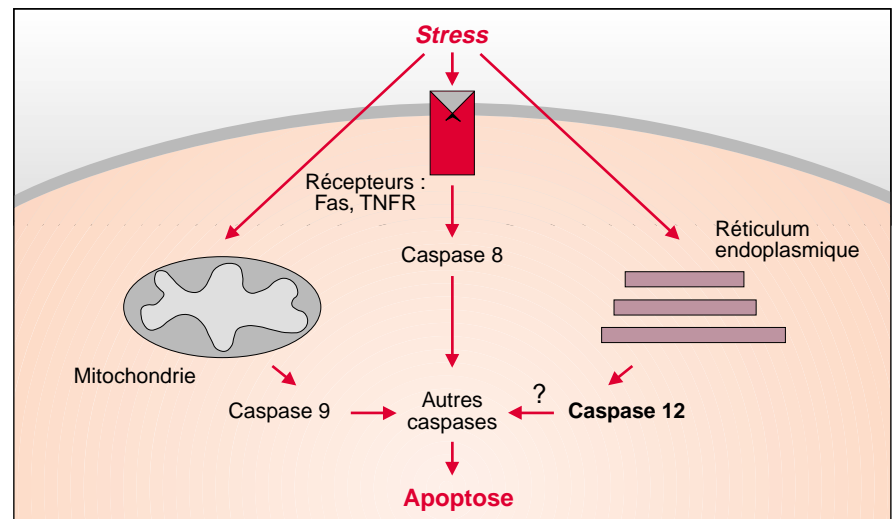 Stress
Récepteurs :
Fas, TNFR
Réticulum
endoplasmique
Caspase 8
Mitochondrie
Caspase 9
Autres
caspases
?
Caspase 12
Apoptose